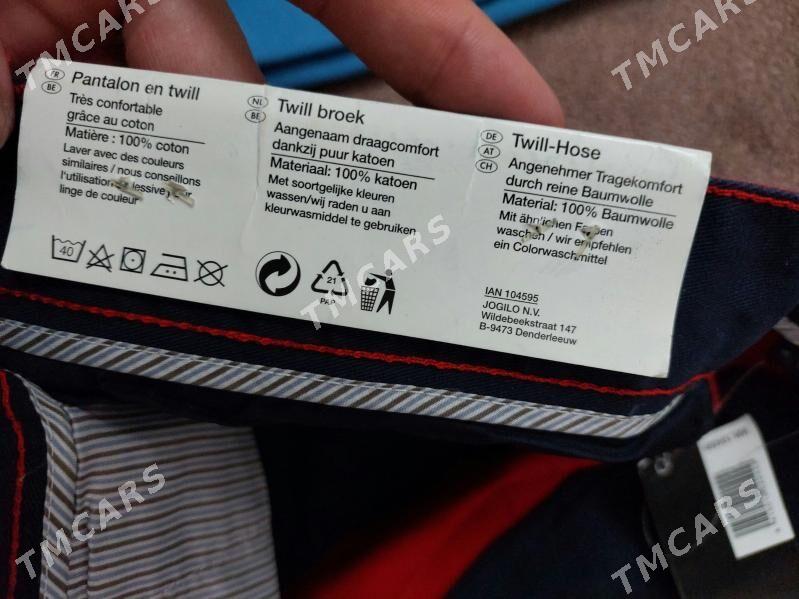 FR
BE
Pantalon en twill
Très confortable
grâce au coton
Matière : 100% coton
Laver avec des couleurs
similaires / nous conseillons
l'utilisation lessive pour
linge de couleur
40
NL
BE
Twill broek
Aangenaam draagcomfort
dankzij puur katoen
Materiaal: 100% katoen
Met soortgelijke kleuren
wassen/wij raden u aan
kleurwasmiddel te gebruiken
21
PAP
DE
AT
CH
Twill-Hose
Angenehmer Tragekomfort
durch reine Baumwolle
Material: 100% Baumwolle
Mit ähnlichen Farben
waschen / wir empfehlen
ein Colorwaschmittel
IAN 104595
JOGILO N.V.
Wildebeekstraat 147
B-9473 Denderleeuw
TMCARS
TMCARS
TMCARS
TMCARS
TMCARS
TMCARS